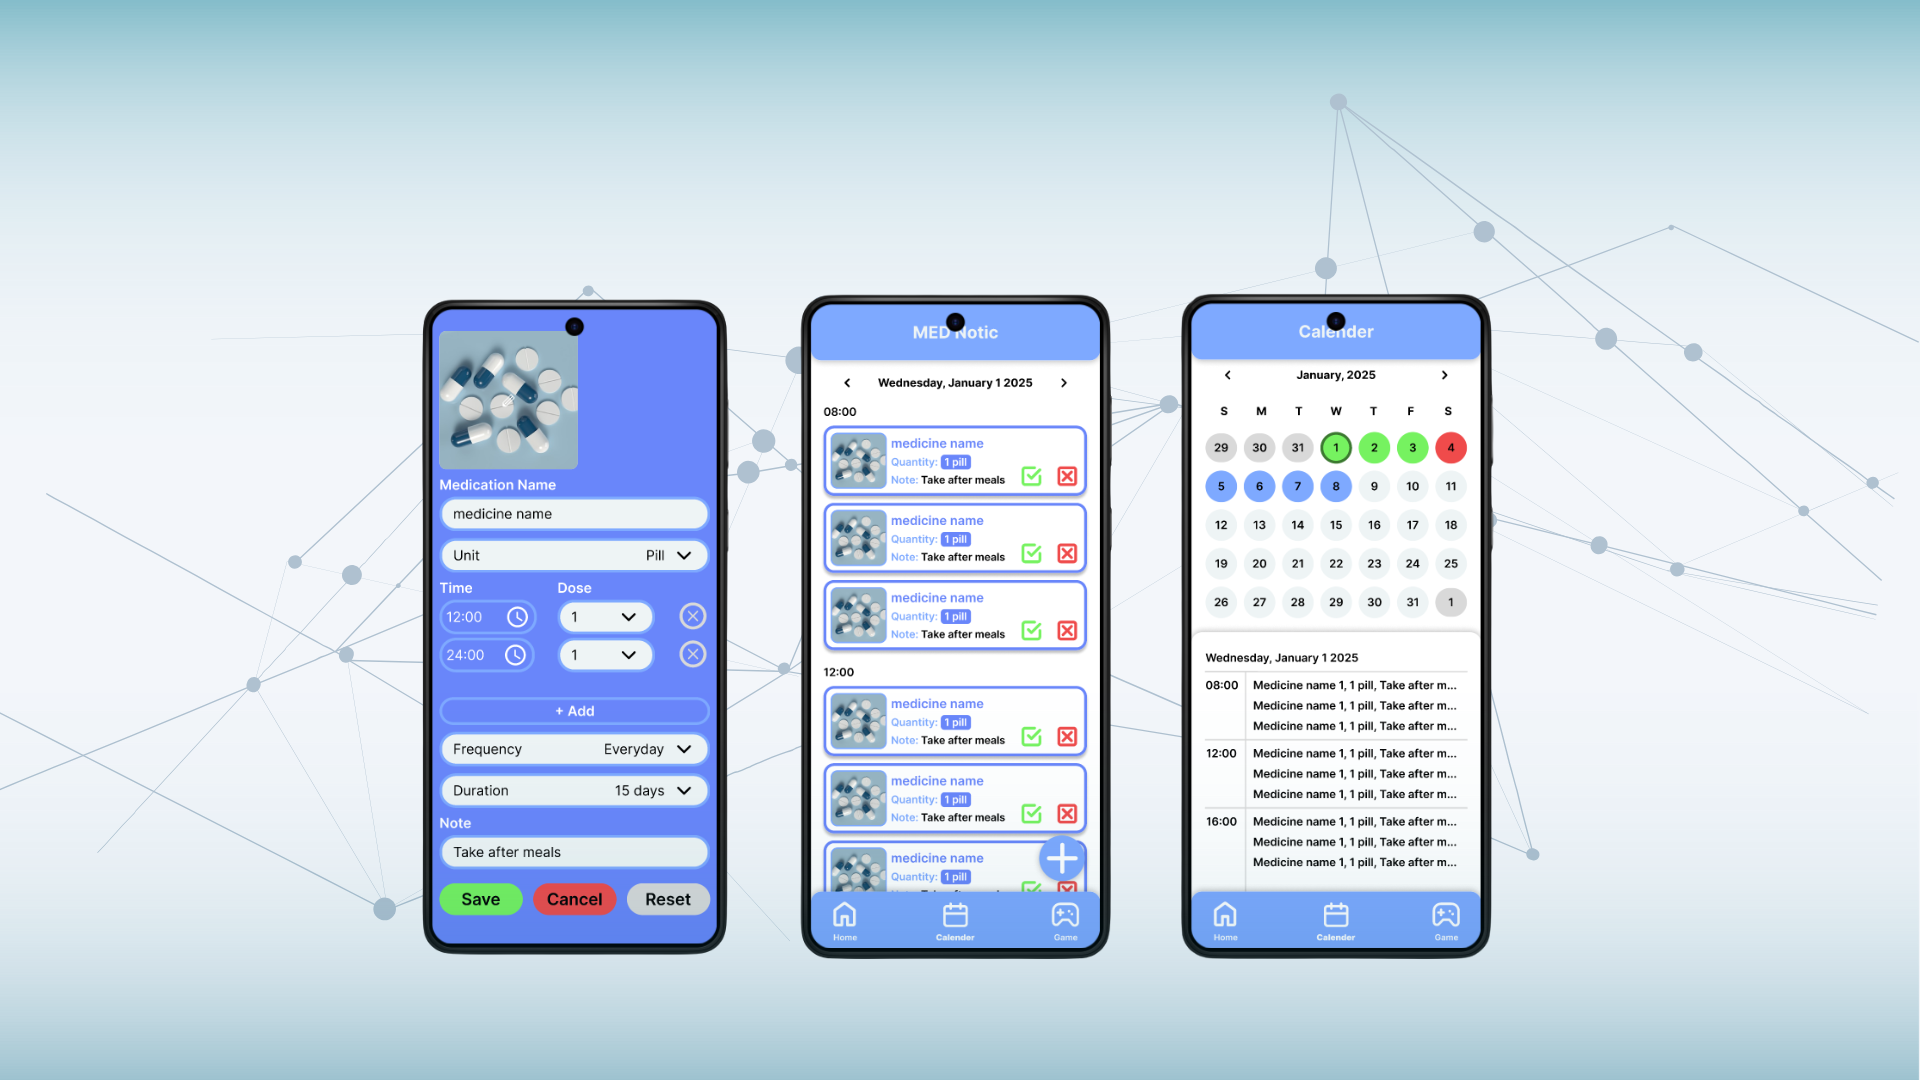 Medication Name
medicine name
Unit Pill
Time Dose
12:00 1
24:00 1
+ Add
Frequency Everyday
Duration 15 days
Note
Take after meals
Save Cancel Reset
MED Notic
Wednesday, January 1 2025
08:00
medicine name
Quantity: 1 pill
Note: Take after meals
medicine name
Quantity: 1 pill
Note: Take after meals
medicine name
Quantity: 1 pill
Note: Take after meals
12:00
medicine name
Quantity: 1 pill
Note: Take after meals
medicine name
Quantity: 1 pill
Note: Take after meals
medicine name
Quantity: 1 pill
Home Calender Game
Calender
January, 2025
S M T W T F S
29 30 31 1 2 3 4
5 6 7 8 9 10 11
12 13 14 15 16 17 18
19 20 21 22 23 24 25
26 27 28 29 30 31 1
Wednesday, January 1 2025
08:00 Medicine name 1, 1 pill, Take after m...
Medicine name 1, 1 pill, Take after m...
Medicine name 1, 1 pill, Take after m...
12:00 Medicine name 1, 1 pill, Take after m...
Medicine name 1, 1 pill, Take after m...
Medicine name 1, 1 pill, Take after m...
16:00 Medicine name 1, 1 pill, Take after m...
Medicine name 1, 1 pill, Take after m...
Medicine name 1, 1 pill, Take after m...
Home Calender Game